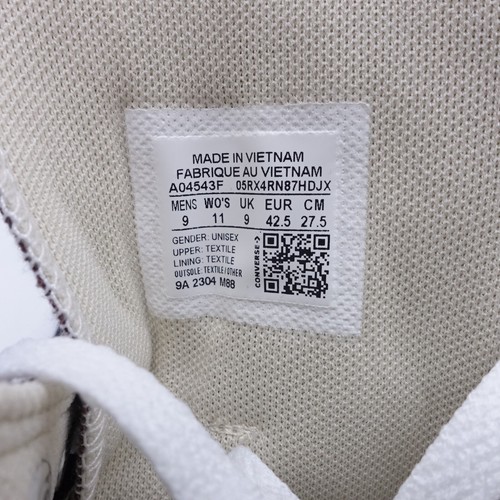 MADE IN VIETNAM
FABRIQUE AU VIETNAM
A04543F 05RX4RN87HDJX
MENS WO'S UK EUR CM
9 11 9 42.5 27.5
GENDER: UNISEX
UPPER: TEXTILE
LINING: TEXTILE
OUTSOLE: TEXTILE/OTHER
9A 2304 M88
CONVERSE->